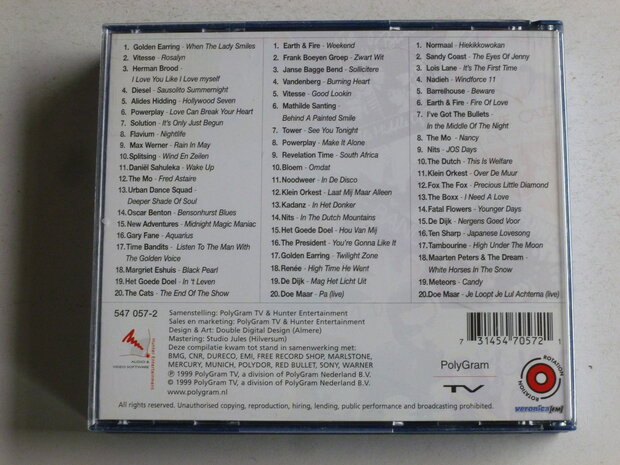 1. Golden Earring - When The Lady Smiles
2. Vitesse - Rosalyn
3. Herman Brood -
I Love You Like I Love myself
4. Diesel - Sausolito Summernight
5. Alides Hidding - Hollywood Seven
6. Powerplay - Love Can Break Your Heart
7. Solution - It's Only Just Begun
8. Flavium - Nightlife
9. Max Werner - Rain In May
10. Splitsing - Wind En Zeilen
11. Daniël Sahuleka - Wake Up
12. The Mo - Fred Astaire
13. Urban Dance Squad -
Deeper Shade Of Soul
14. Oscar Benton - Bensonhurst Blues
15. New Adventures - Midnight Magic Maniac
16. Gary Fane - Aquarius
17. Time Bandits - Listen To The Man With
The Golden Voice
18. Margriet Eshuis - Black Pearl
19. Het Goede Doel - In 't Leven
20. The Cats - The End Of The Show
1. Earth & Fire - Weekend
2. Frank Boeyen Groep - Zwart Wit
3. Janse Bagge Bend - Sollicitere
4. Vandenberg - Burning Heart
5. Vitesse - Good Lookin
6. Mathilde Santing -
Behind A Painted Smile
7. Tower - See You Tonight
8. Powerplay - Make It Alone
9. Revelation Time - South Africa
10. Bloem - Omdat
11. Noodweer - In De Disco
12. Klein Orkest - Laat Mij Maar Alleen
13. Kadanz - In Het Donker
14. Nits - In The Dutch Mountains
15. Het Goede Doel - Hou Van Mij
16. The President - You're Gonna Like It
17. Golden Earring - Twilight Zone
18. Renée - High Time He Went
19. De Dijk - Mag Het Licht Uit
20. Doe Maar - Pa (live)
1. Normaal - Hiekikkowokan
2. Sandy Coast - The Eyes Of Jenny
3. Lois Lane - It's The First Time
4. Nadieh - Windforce 11
5. Barrelhouse - Beware
6. Earth & Fire - Fire Of Love
7. I've Got The Bullets -
In the Middle Of The Night
8. The Mo - Nancy
9. Nits - JOS Days
10. The Dutch - This Is Welfare
11. Klein Orkest - Over De Muur
12. Fox The Fox - Precious Little Diamond
13. The Boxx - I Need A Love
14. Fatal Flowers - Younger Days
15. De Dijk - Nergens Goed Voor
16. Ten Sharp - Japanese Lovesong
17. Tambourine - High Under The Moon
18. Maarten Peters & The Dream -
White Horses In The Snow
19. Meteors - Candy
20. Doe Maar - Je Loopt Je Lul Achterna (live)
547 057-2
AUDIO &
VIDEO SOFTWARE
Samenstelling: PolyGram TV & Hunter Entertainment
Sales en marketing: PolyGram TV & Hunter Entertainment
Design & Art: Double Digital Design (Almere)
Mastering: Studio Jules (Hilversum)
Deze compilatie kwam tot stand in samenwerking met:
BMG, CNR, DURECO, EMI, FREE RECORD SHOP, MARLSTONE,
MERCURY, MUNICH, POLYDOR, RED BULLET, SONY, WARNER
℗ 1999 PolyGram TV, a division of PolyGram Nederland B.V.
© 1999 PolyGram TV, a division of PolyGram Nederland B.V.
www.polygram.nl
7 31454 70572 1
PolyGram
TV
ROTATION
ROTATION
veronica[fm]
All rights reserved. Unauthorised copying, reproduction, hiring, lending, public performance and broadcasting prohibited.